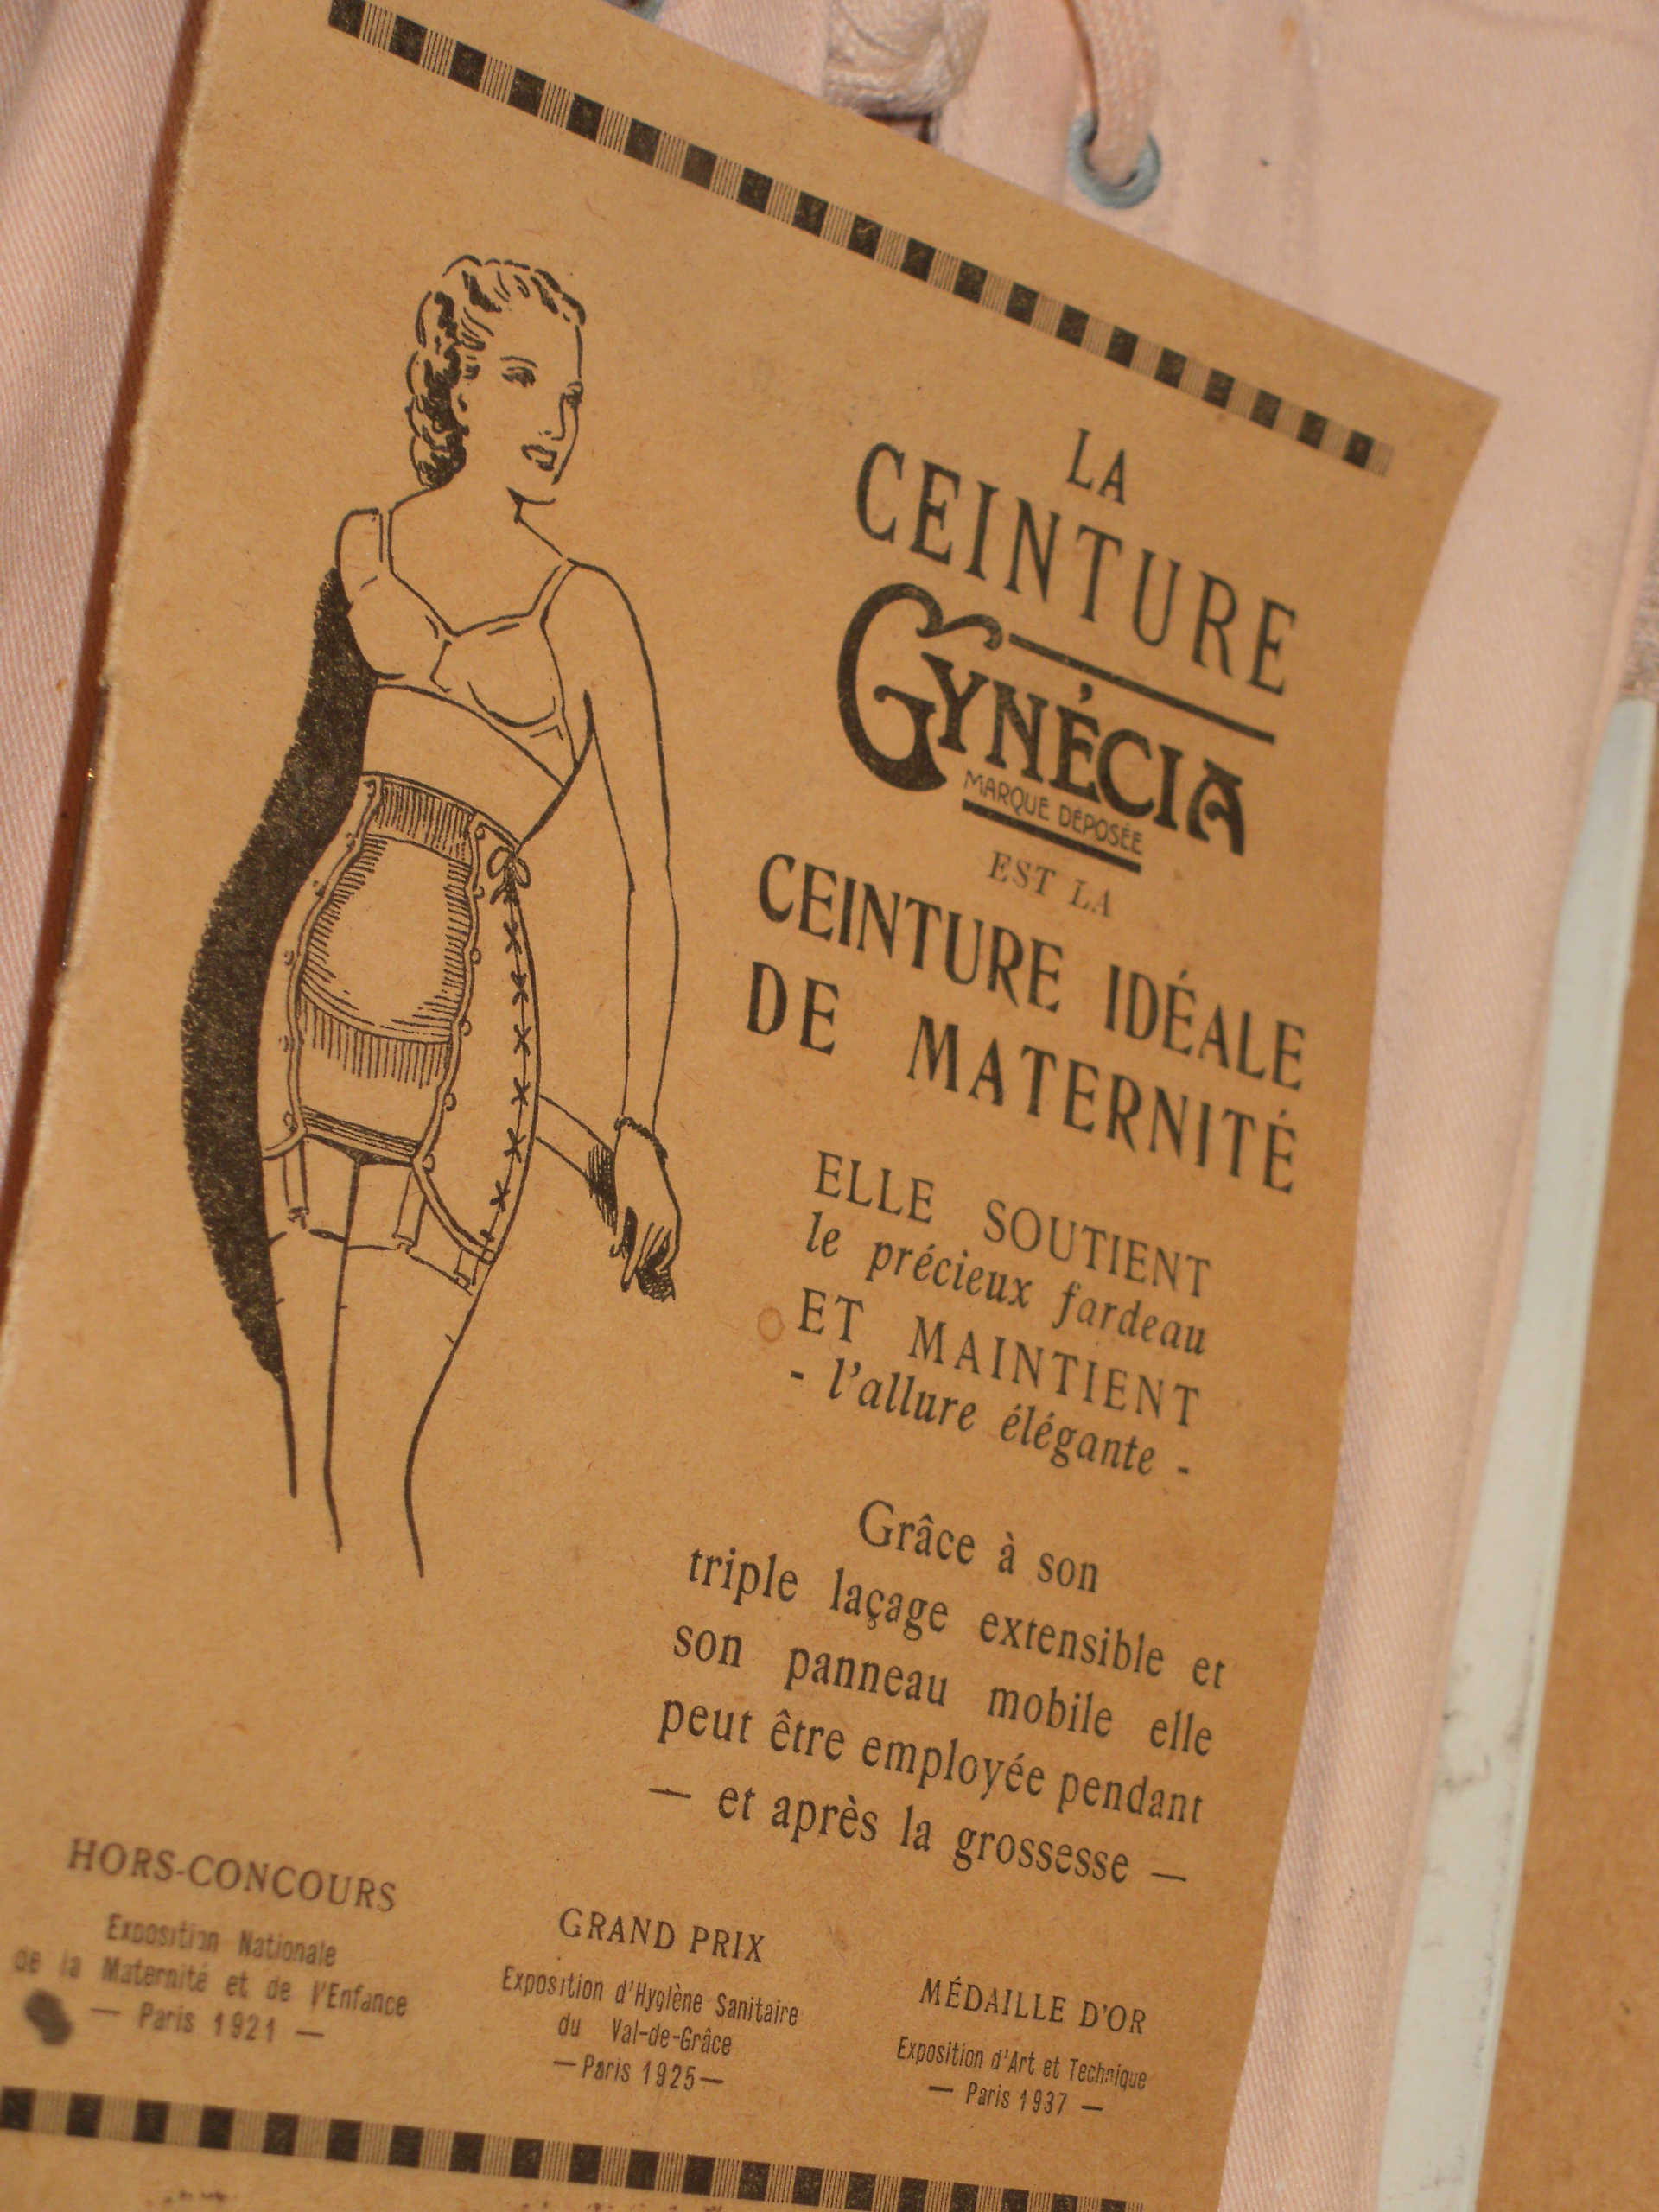 LA
CEINTURE
GYNÉCIA
MARQUE DÉPOSÉE
EST LA
CEINTURE IDÉALE
DE MATERNITÉ
ELLE SOUTIENT
le précieux fardeau
ET MAINTIENT
- l'allure élégante -
Grâce à son
triple laçage extensible et
son panneau mobile elle
peut être employée pendant
— et après la grossesse —
HORS-CONCOURS
Exposition Nationale
de la Maternité et de l'Enfance
— Paris 1921 —
GRAND PRIX
Exposition d'Hygiène Sanitaire
du Val-de-Grâce
— Paris 1925 —
MÉDAILLE D'OR
Exposition d'Art et Technique
— Paris 1937 —